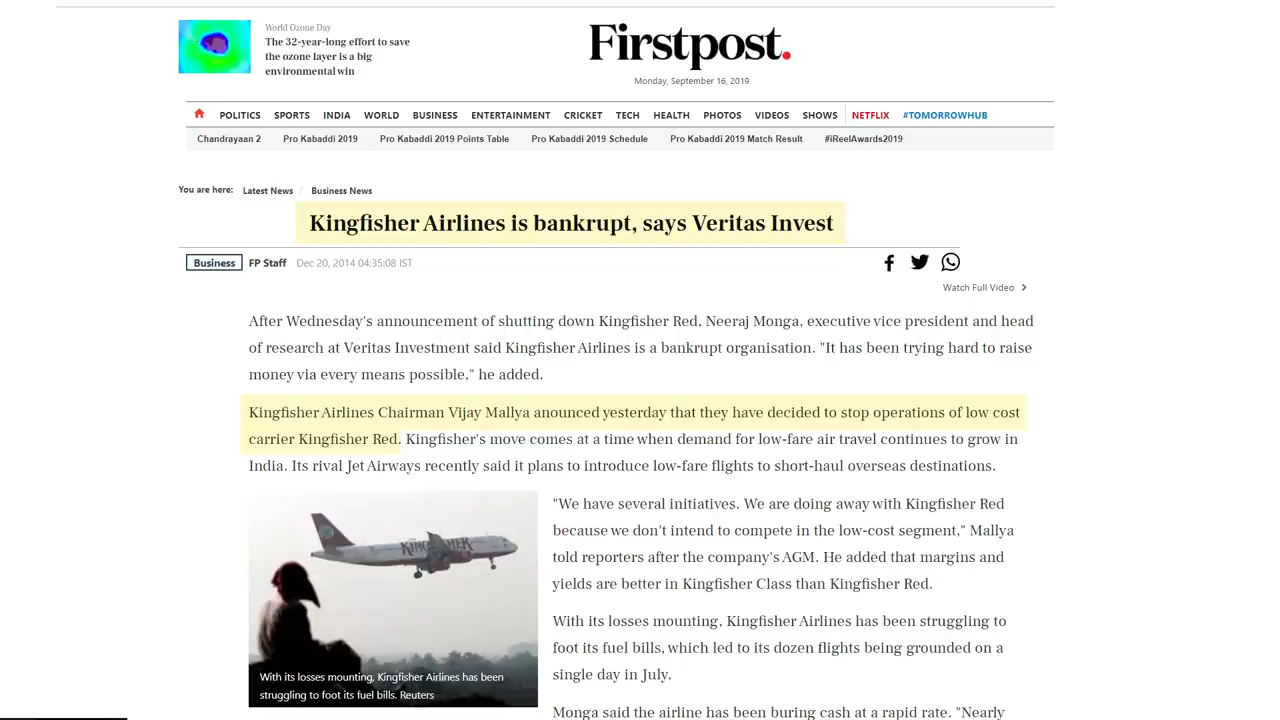 World Ozone Day
The 32-year-long effort to save
the ozone layer is a big
environmental win
Firstpost.
Monday, September 16, 2019
POLITICS SPORTS INDIA WORLD BUSINESS ENTERTAINMENT CRICKET TECH HEALTH PHOTOS VIDEOS SHOWS NETFLIX #TOMORROWHUB
Chandrayaan 2 Pro Kabaddi 2019 Pro Kabaddi 2019 Points Table Pro Kabaddi 2019 Schedule Pro Kabaddi 2019 Match Result #iReelAwards2019
You are here: Latest News / Business News
Kingfisher Airlines is bankrupt, says Veritas Invest
Business FP Staff Dec 20, 2014 04:35:08 IST
Watch Full Video
After Wednesday's announcement of shutting down Kingfisher Red, Neeraj Monga, executive vice president and head
of research at Veritas Investment said Kingfisher Airlines is a bankrupt organisation. "It has been trying hard to raise
money via every means possible," he added.
Kingfisher Airlines Chairman Vijay Mallya anounced yesterday that they have decided to stop operations of low cost
carrier Kingfisher Red. Kingfisher's move comes at a time when demand for low-fare air travel continues to grow in
India. Its rival Jet Airways recently said it plans to introduce low-fare flights to short-haul overseas destinations.
KINGFISHER
With its losses mounting, Kingfisher Airlines has been
struggling to foot its fuel bills. Reuters
"We have several initiatives. We are doing away with Kingfisher Red
because we don't intend to compete in the low-cost segment," Mallya
told reporters after the company's AGM. He added that margins and
yields are better in Kingfisher Class than Kingfisher Red.
With its losses mounting, Kingfisher Airlines has been struggling to
foot its fuel bills, which led to its dozen flights being grounded on a
single day in July.
Monga said the airline has been buring cash at a rapid rate. "Nearly